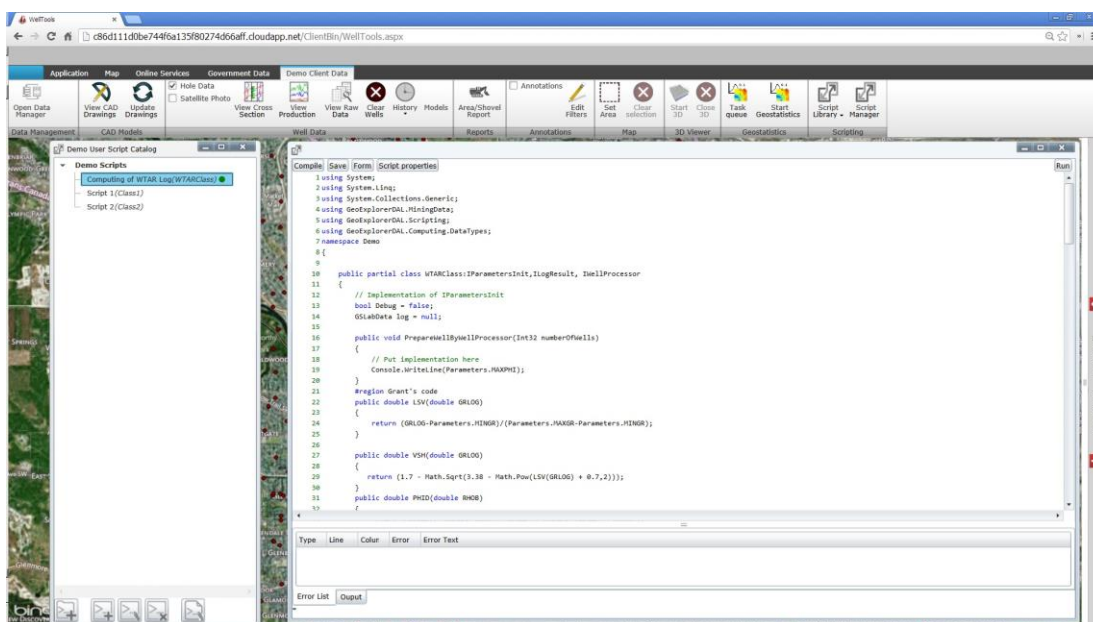 WellTools
c86d111d0be744f6a135f80274d66aff.cloudapp.net/ClientBin/WellTools.aspx
Application Map Online Services Government Data Demo Client Data
Open Data Manager
View CAD Drawings
Update Drawings
Hole Data
Satellite Photo
View Cross Section
View Production
View Raw Data
Clear Wells
History
Models
Area/Shovel Report
Annotations
Edit Filters
Set Area
Clear selection
Start 3D
Close 3D
Task queue
Start Geostatistics
Script Library
Script Manager
Data Management CAD Models Well Data Reports Annotations Map 3D Viewer Geostatistics Scripting
Demo User Script Catalog
Demo Scripts
Computing of WTAR Log(WTARClass)
Script 1(Class1)
Script 2(Class2)
Compile Save Form Script properties Run
1 using System;
2 using System.Linq;
3 using System.Collections.Generic;
4 using GeoExplorerDAL.MiningData;
5 using GeoExplorerDAL.Scripting;
6 using GeoExplorerDAL.Computing.DataTypes;
7 namespace Demo
8 {
9
10 public partial class WTARClass:IParametersInit,ILogResult, IWellProcessor
11 {
12 // Implementation of IParametersInit
13 bool Debug = false;
14 GSLabData log = null;
15
16 public void PrepareWellByWellProcessor(Int32 numberOfWells)
17 {
18 // Put implementation here
19 Console.WriteLine(Parameters.MAXPHI);
20 }
21 #region Grant's code
22 public double LSV(double GRLOG)
23 {
24 return (GRLOG-Parameters.MINGR)/(Parameters.MAXGR-Parameters.MINGR);
25 }
26
27 public double VSH(double GRLOG)
28 {
29 return (1.7 - Math.Sqrt(3.38 - Math.Pow(LSV(GRLOG) + 0.7,2)));
30 }
31 public double PHID(double RHOB)
32 {
Type Line Colur Error Error Text
Error List Ouput
bing